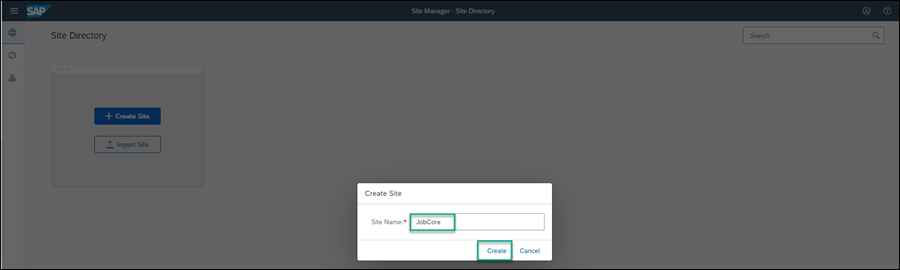 SAP
Site Manager - Site Directory
Site Directory
Search
+ Create Site
Import Site
Create Site
Site Name:*
JobCore
Create
Cancel